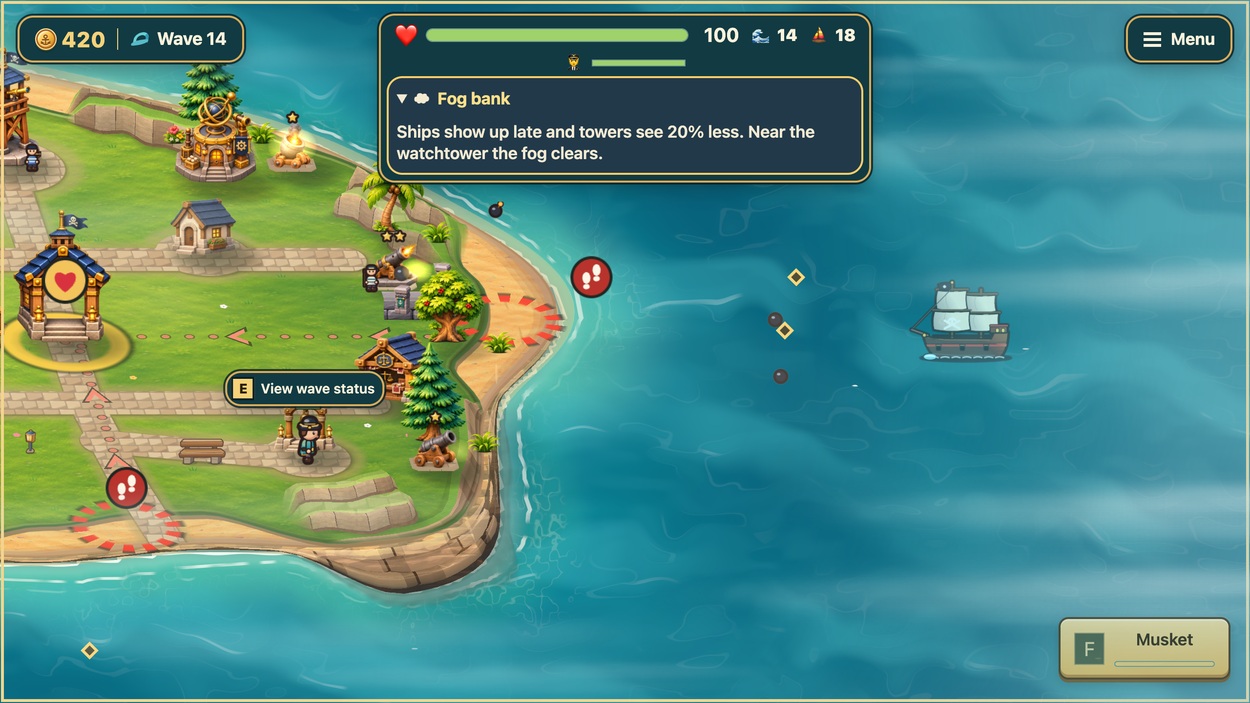 420
Wave 14
100
14
18
Menu
Fog bank
Ships show up late and towers see 20% less. Near the
watchtower the fog clears.
E
View wave status
F
Musket